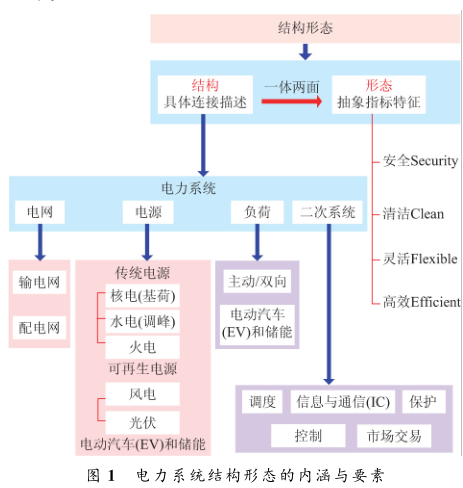 结构形态
结构
具体连接描述
一体两面
形态
抽象指标特征
安全Security
清洁Clean
灵活Flexible
高效Efficient
电力系统
电网
电源
负荷
二次系统
输电网
配电网
传统电源
核电(基荷)
水电(调峰)
火电
可再生电源
风电
光伏
电动汽车(EV)和储能
主动/双向
电动汽车
(EV)和储能
调度
信息与通信(IC)
保护
控制
市场交易
图 1 电力系统结构形态的内涵与要素